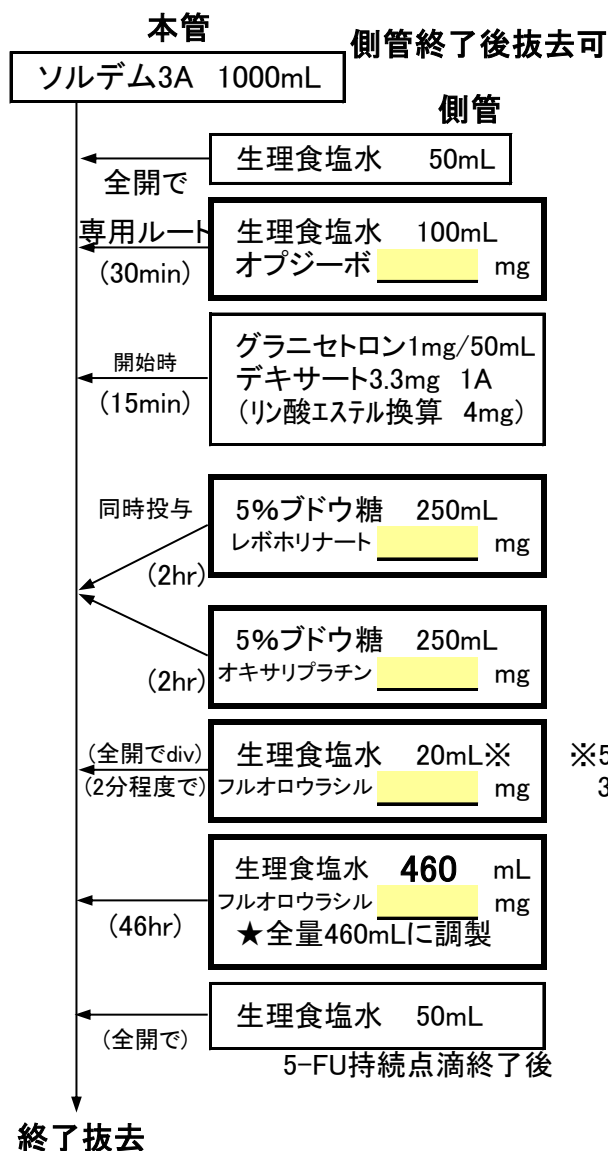 本管
側管終了後抜去可
ソルデム3A 1000mL
側管
生理食塩水 50mL
全開で
専用ルート
(30min)
生理食塩水 100mL
オプジーボ mg
開始時
(15min)
グラニセトロン1mg/50mL
デキサート3.3mg 1A
(リン酸エステル換算 4mg)
同時投与
5%ブドウ糖 250mL
レボホリナート mg
(2hr)
5%ブドウ糖 250mL
オキサリプラチン mg
(2hr)
(全開でdiv)
(2分程度で)
生理食塩水 20mL※
フルオロウラシル mg
※5
3
生理食塩水 460 mL
フルオロウラシル mg
★全量460mLに調製
(46hr)
生理食塩水 50mL
(全開で)
5-FU持続点滴終了後
終了抜去